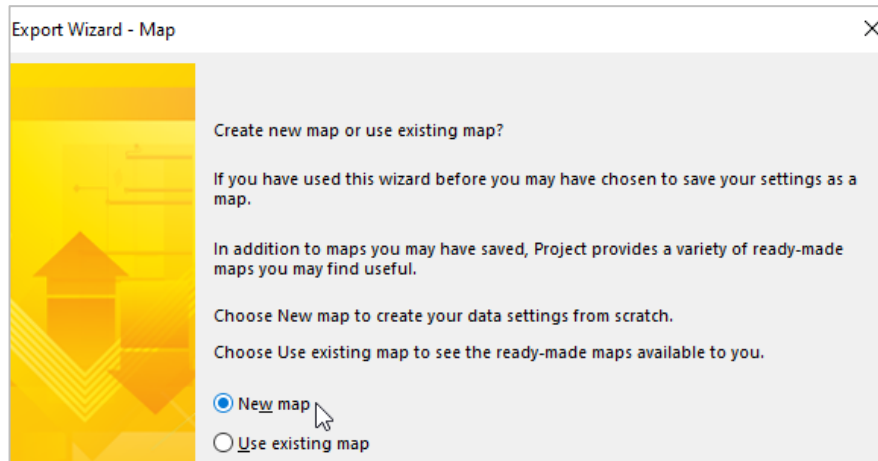 Export Wizard - Map
Create new map or use existing map?
If you have used this wizard before you may have chosen to save your settings as a
map.
In addition to maps you may have saved, Project provides a variety of ready-made
maps you may find useful.
Choose New map to create your data settings from scratch.
Choose Use existing map to see the ready-made maps available to you.
New map
Use existing map